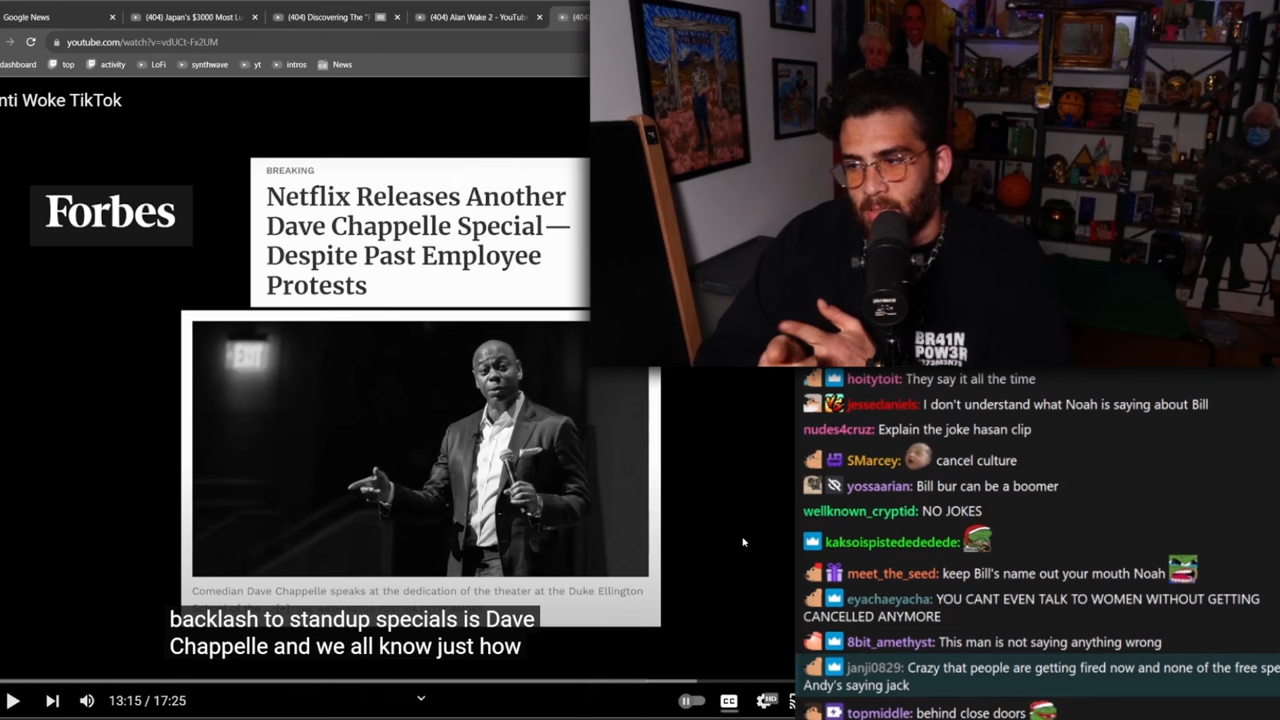 Google News
(404) Japan's $3000 Most Lu
(404) Discovering The "
(404) Alan Wake 2 - YouTub
(404)
youtube.com/watch?v=vdUCt-Fx2UM
dashboard top activity LoFi synthwave yt intros News
nti Woke TikTok
Forbes
BREAKING
Netflix Releases Another
Dave Chappelle Special—
Despite Past Employee
Protests
EXIT
Comedian Dave Chappelle speaks at the dedication of the theater at the Duke Ellington
backlash to standup specials is Dave
Chappelle and we all know just how
13:15 / 17:25
CC
HD
BR41N
P0W3R
hoitytoit: They say it all the time
jessedaniels: I don't understand what Noah is saying about Bill
nudes4cruz: Explain the joke hasan clip
SMarcey: cancel culture
yossaarian: Bill bur can be a boomer
wellknown_cryptid: NO JOKES
kaksoispistedededede:
meet_the_seed: keep Bill's name out your mouth Noah
eyachaeyacha: YOU CANT EVEN TALK TO WOMEN WITHOUT GETTING
CANCELLED ANYMORE
8bit_amethyst: This man is not saying anything wrong
janji0829: Crazy that people are getting fired now and none of the free spe
Andy's saying jack
topmiddle: behind close doors